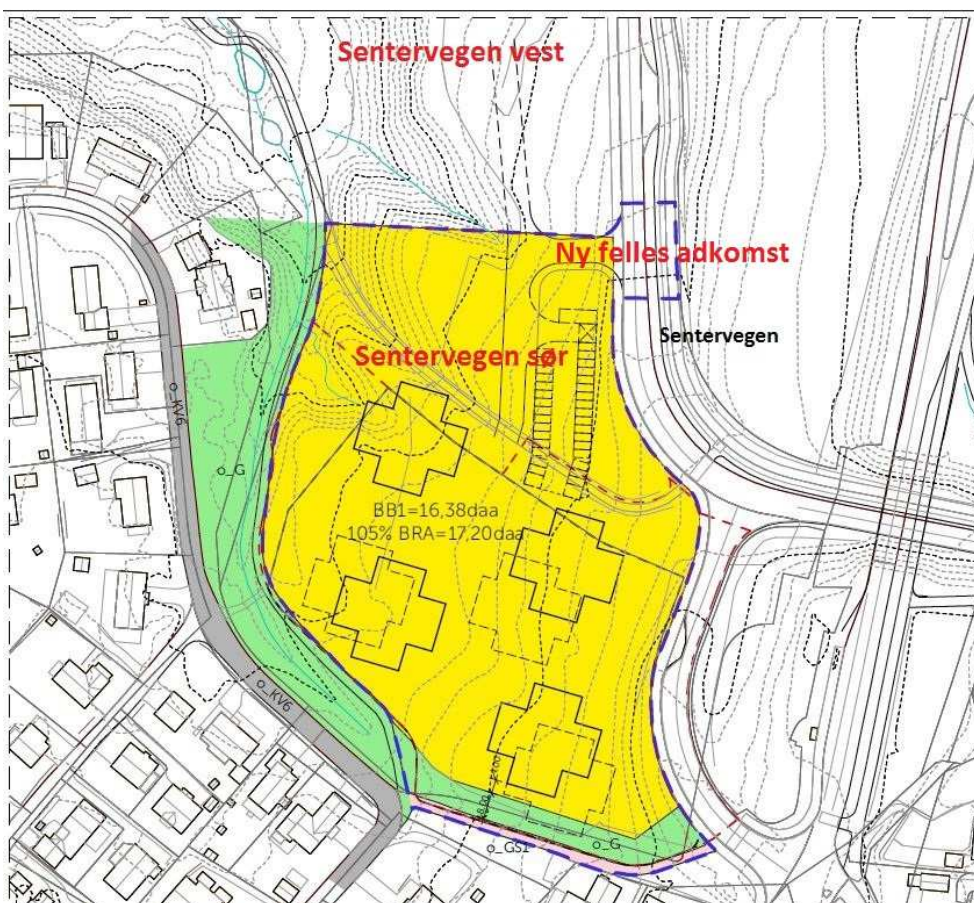 Sentervegen vest
Ny felles adkomst
Sentervegen
Sentervegen sør
o_KV6
o_G
BB1=16,38daa
105% BRA=17,20daa
o_KV6
o_GS1
o_G